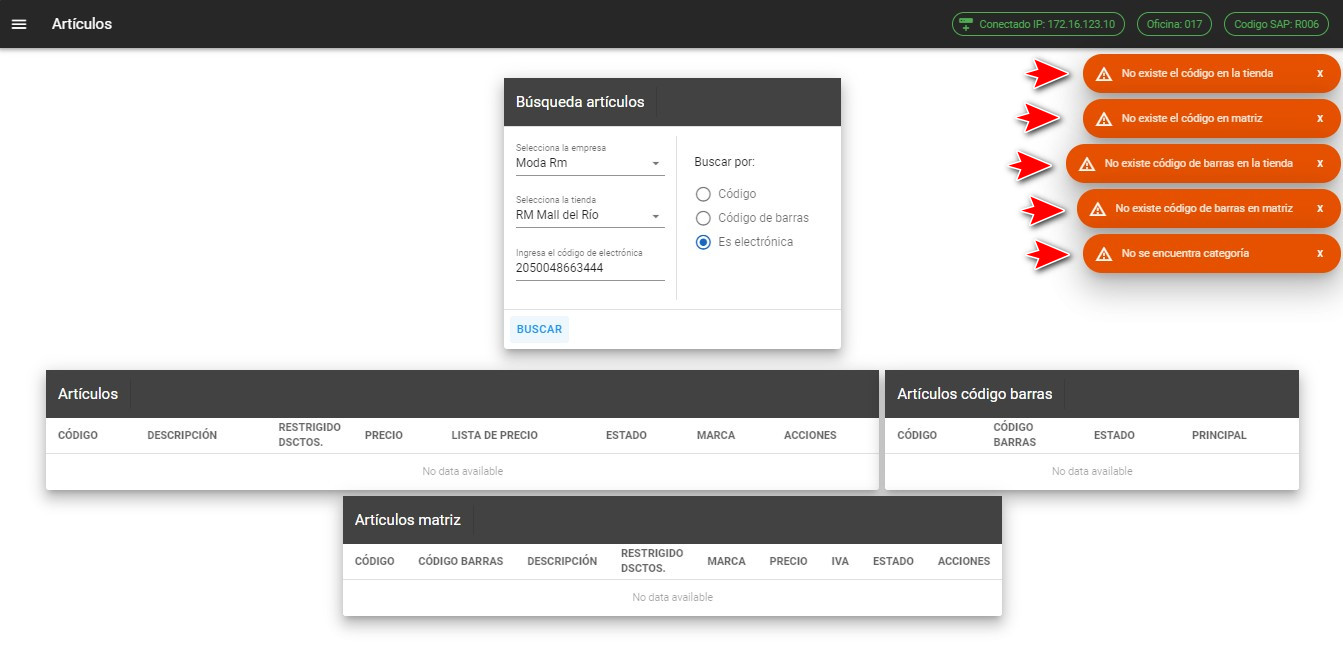 Artículos
Conectado IP: 172.16.123.10
Oficina: 017
Codigo SAP: R006
No existe el código en la tienda x
No existe el código en matriz x
No existe código de barras en la tienda x
No existe código de barras en matriz x
No se encuentra categoría x
Búsqueda artículos
Selecciona la empresa
Moda Rm
Selecciona la tienda
RM Mall del Río
Ingresa el código de electrónica
2050048663444
Buscar por:
Código
Código de barras
Es electrónica
BUSCAR
Artículos
CÓDIGO DESCRIPCIÓN RESTRIGIDO DSCTOS. PRECIO LISTA DE PRECIO ESTADO MARCA ACCIONES
No data available
Artículos código barras
CÓDIGO CÓDIGO BARRAS ESTADO PRINCIPAL
No data available
Artículos matriz
CÓDIGO CÓDIGO BARRAS DESCRIPCIÓN RESTRIGIDO DSCTOS. MARCA PRECIO IVA ESTADO ACCIONES
No data available